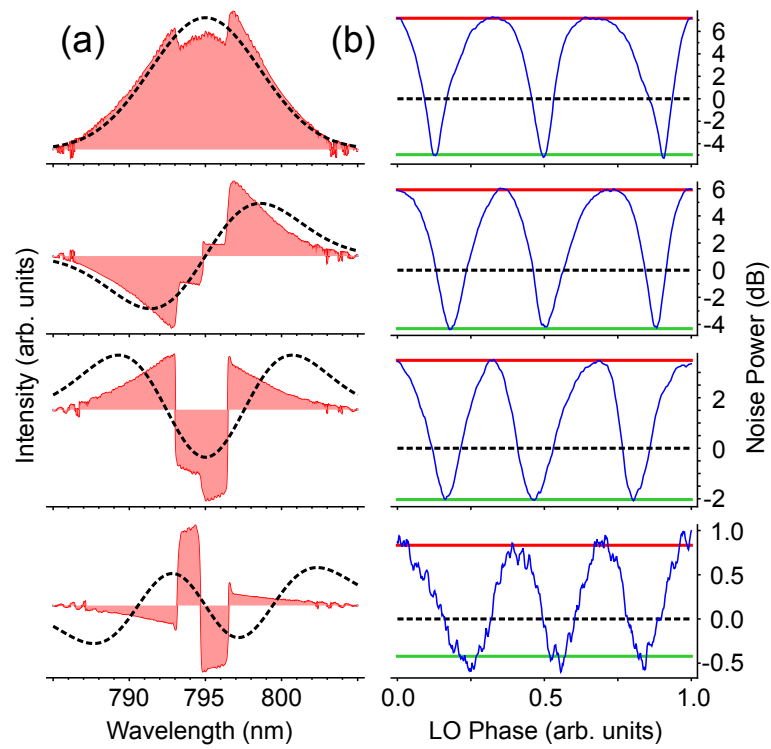 (a)
(b)
6
4
2
0
-2
-4
6
4
2
0
-2
-4
2
0
-2
1.0
0.5
0.0
-0.5
Intensity (arb. units)
Noise Power (dB)
790 795 800
0.0 0.5 1.0
Wavelength (nm)
LO Phase (arb. units)